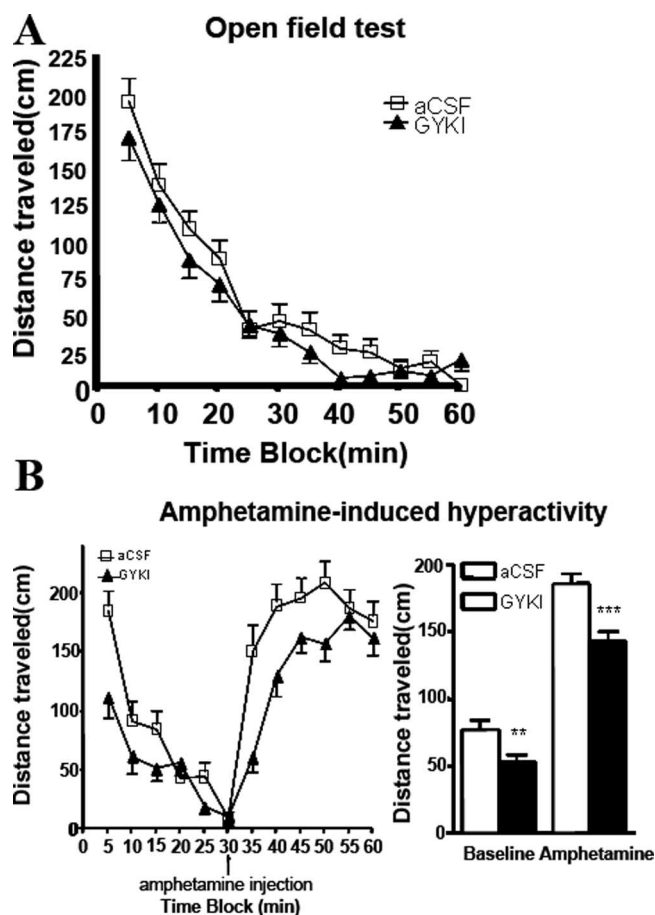 A
Open field test
225
200
175
150
125
100
75
50
25
0
Distance traveled(cm)
aCSF
GYKI
0 10 20 30 40 50 60
Time Block(min)
B
Amphetamine-induced hyperactivity
200
150
100
50
0
Distance traveled(cm)
aCSF
GYKI
0 5 10 15 20 25 30 35 40 45 50 55 60
amphetamine injection
Time Block (min)
200
150
100
50
0
Distance traveled(cm)
aCSF
GYKI
**
***
Baseline Amphetamine